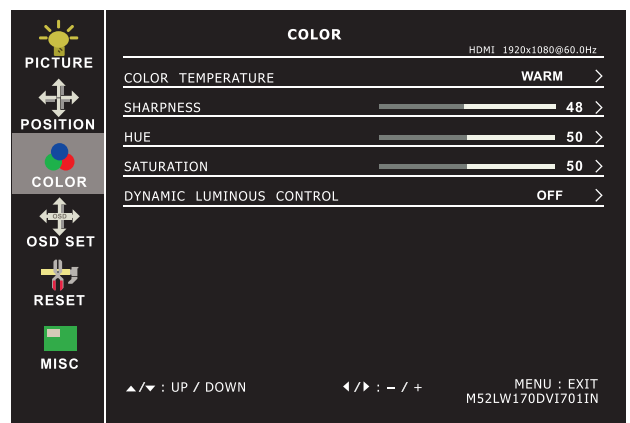 PICTURE
POSITION
COLOR
OSD
OSD SET
RESET
MISC
COLOR
HDMI 1920x1080@60.0Hz
COLOR TEMPERATURE WARM >
SHARPNESS 48 >
HUE 50 >
SATURATION 50 >
DYNAMIC LUMINOUS CONTROL OFF >
▲/▼ : UP / DOWN ◀/▶ : – / + MENU : EXIT
M52LW170DVI701IN